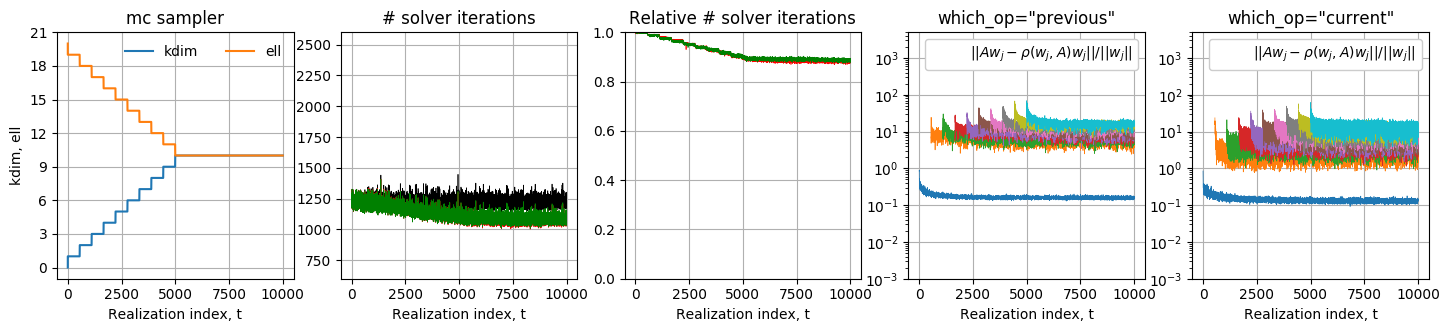 mc sampler
kdim
ell
kdim, ell
21
18
15
12
9
6
3
0
0 2500 5000 7500 10000
Realization index, t
# solver iterations
2500
2250
2000
1750
1500
1250
1000
750
0 2500 5000 7500 10000
Realization index, t
Relative # solver iterations
1.0
0.8
0.6
0.4
0.2
0.0
0 2500 5000 7500 10000
Realization index, t
which_op="previous"
||Aw_j − ρ(w_j, A)w_j||/||w_j||
10^3
10^2
10^1
10^0
10^−1
10^−2
10^−3
0 2500 5000 7500 10000
Realization index, t
which_op="current"
||Aw_j − ρ(w_j, A)w_j||/||w_j||
10^3
10^2
10^1
10^0
10^−1
10^−2
10^−3
0 2500 5000 7500 10000
Realization index, t